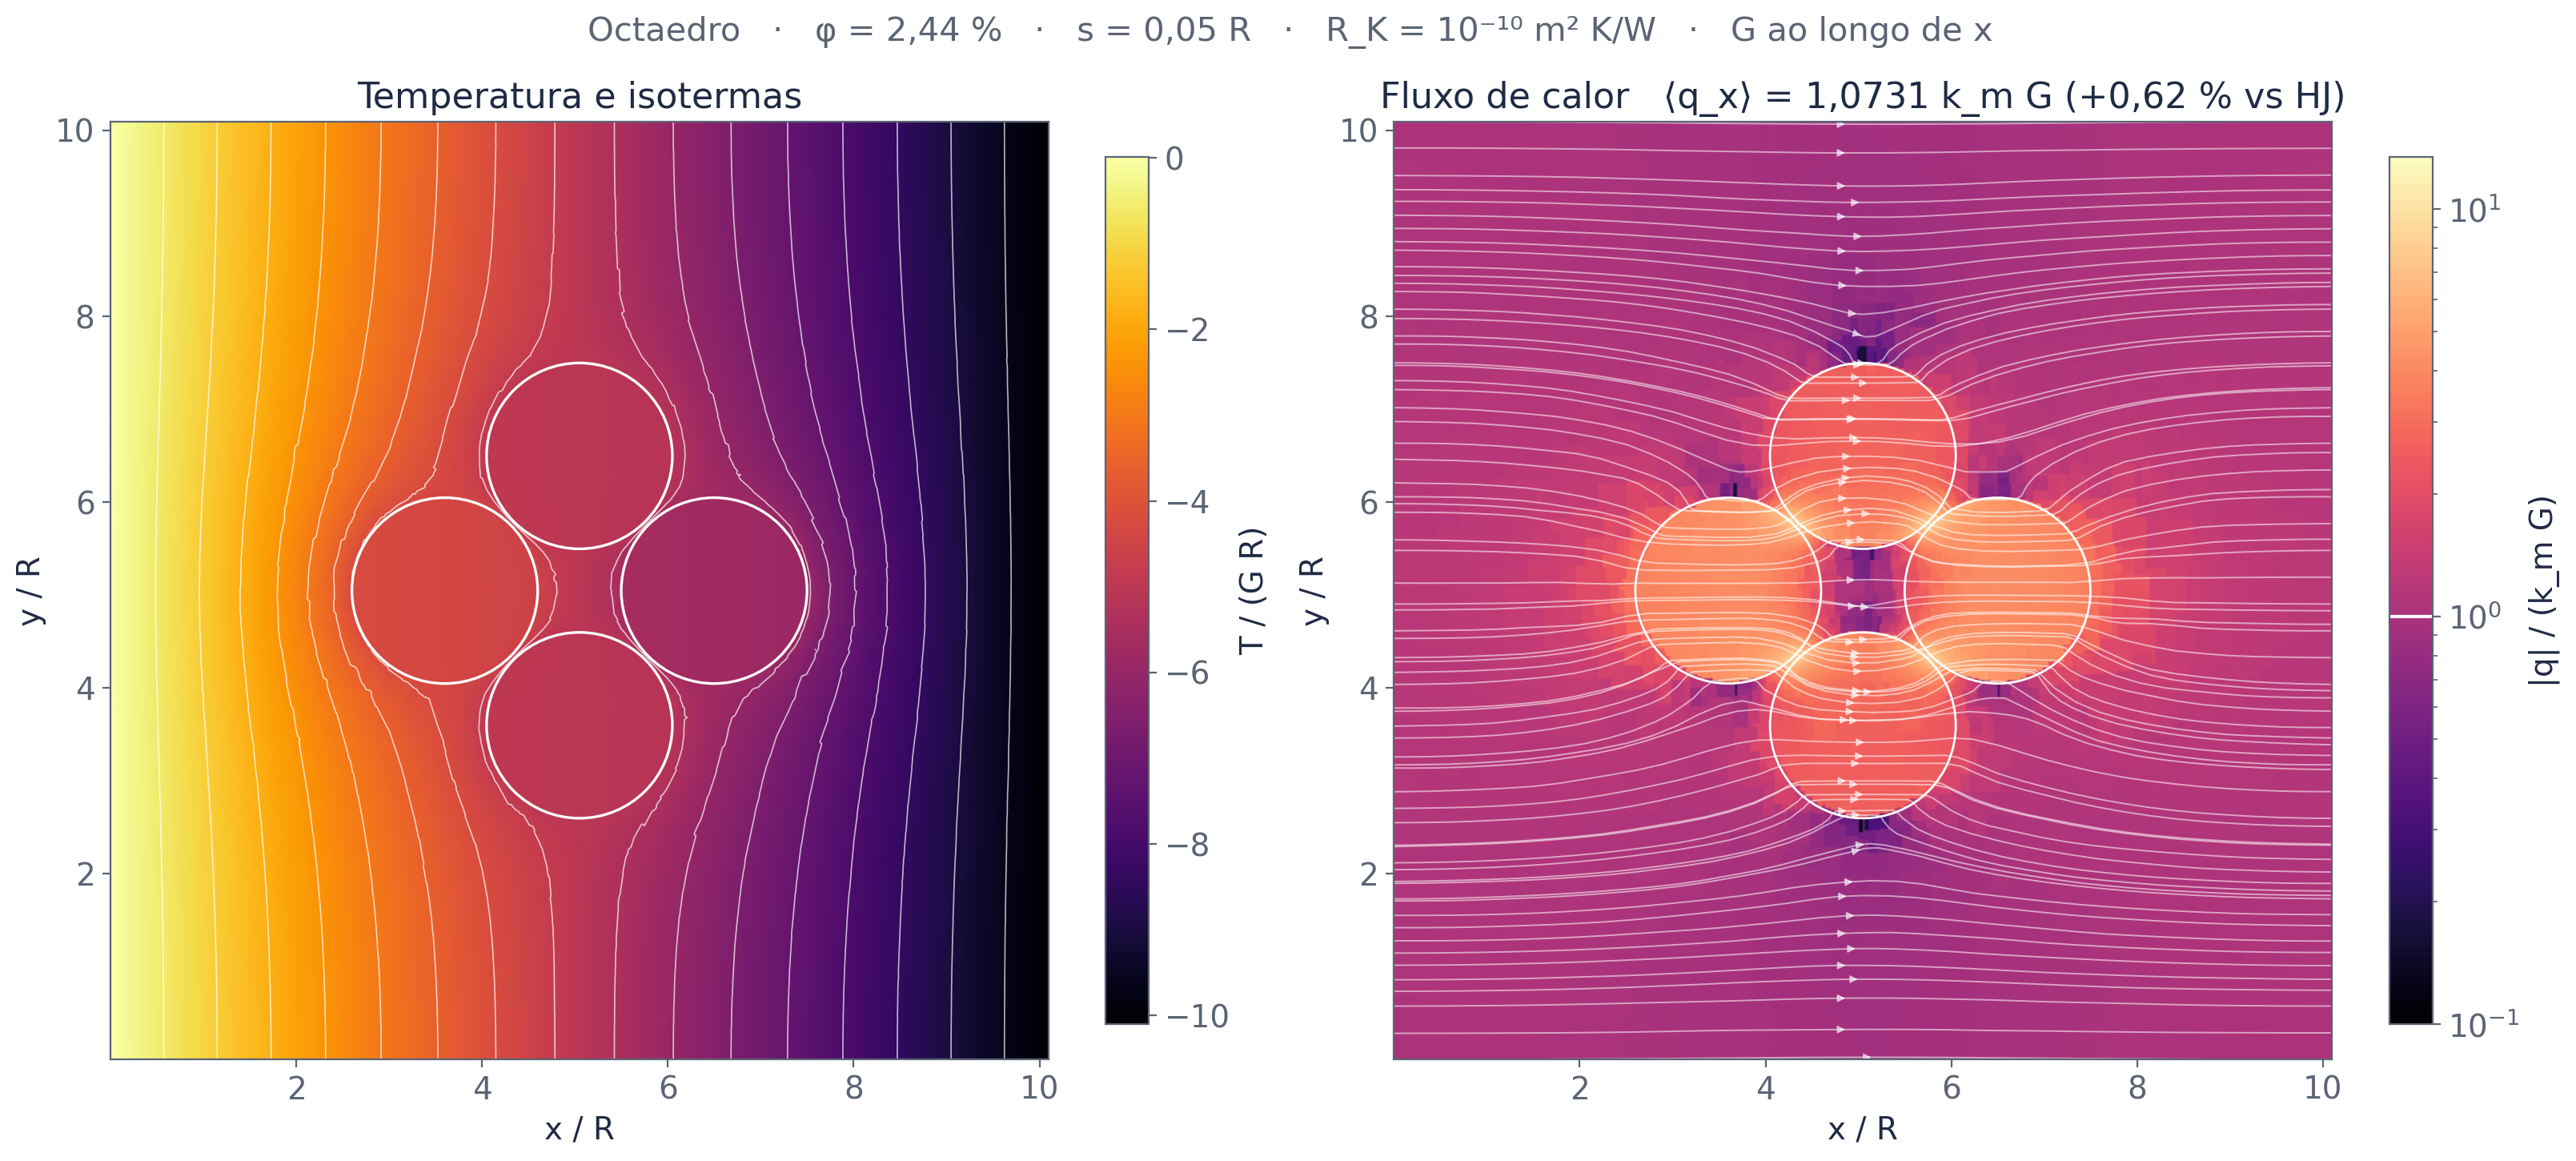 Octaedro · φ = 2,44 % · s = 0,05 R · R_K = 10⁻¹⁰ m² K/W · G ao longo de x
Temperatura e isotermas
10
8
6
4
2
y / R
2 4 6 8 10
x / R
0
−2
−4
−6
−8
−10
T / (G R)
Fluxo de calor ⟨q_x⟩ = 1,0731 k_m G (+0,62 % vs HJ)
10
8
6
4
2
y / R
2 4 6 8 10
x / R
10¹
10⁰
10⁻¹
|q| / (k_m G)